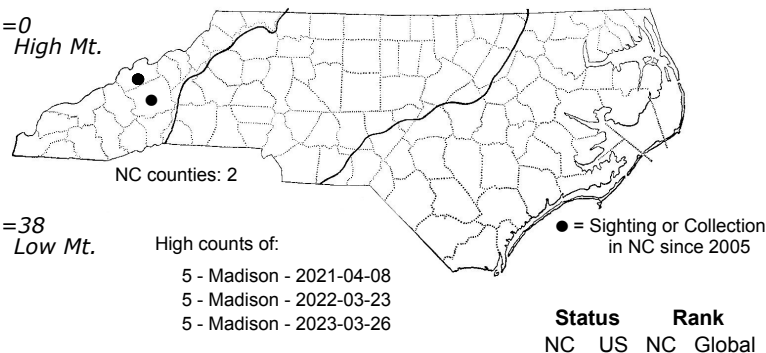 =0
High Mt.
NC counties: 2
=38
Low Mt.
High counts of:
5 - Madison - 2021-04-08
5 - Madison - 2022-03-23
5 - Madison - 2023-03-26
● = Sighting or Collection
in NC since 2005
Status Rank
NC US NC Global